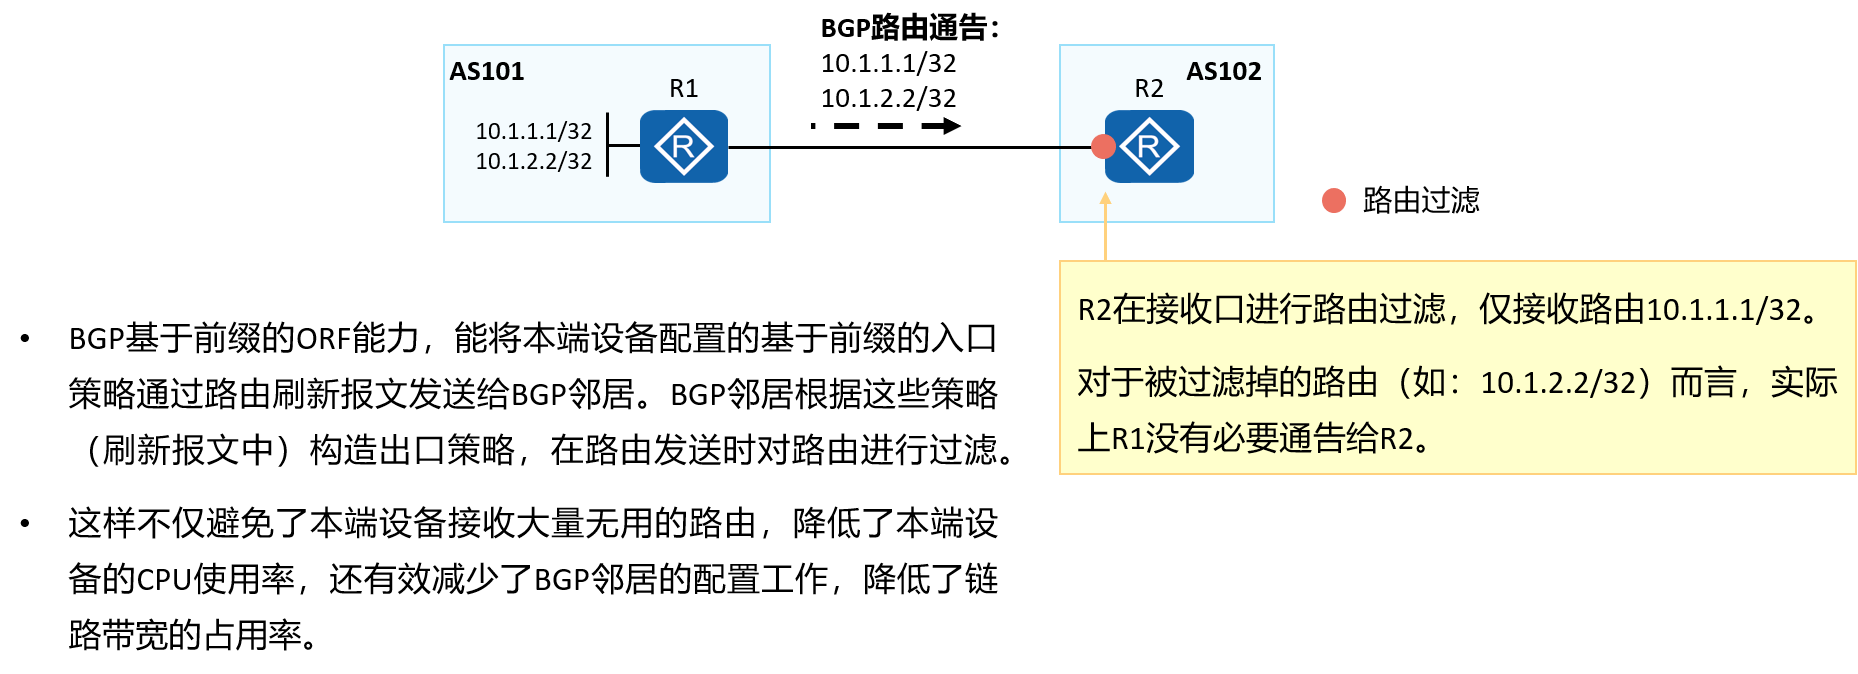 BGP路由通告：
10.1.1.1/32
10.1.2.2/32
AS101
R1
10.1.1.1/32
10.1.2.2/32
R
AS102
R2
R
路由过滤
R2在接收口进行路由过滤，仅接收路由10.1.1.1/32。
对于被过滤掉的路由（如：10.1.2.2/32）而言，实际
上R1没有必要通告给R2。
• BGP基于前缀的ORF能力，能将本端设备配置的基于前缀的入口
策略通过路由刷新报文发送给BGP邻居。BGP邻居根据这些策略
（刷新报文中）构造出口策略，在路由发送时对路由进行过滤。
• 这样不仅避免了本端设备接收大量无用的路由，降低了本端设
备的CPU使用率，还有效减少了BGP邻居的配置工作，降低了链
路带宽的占用率。